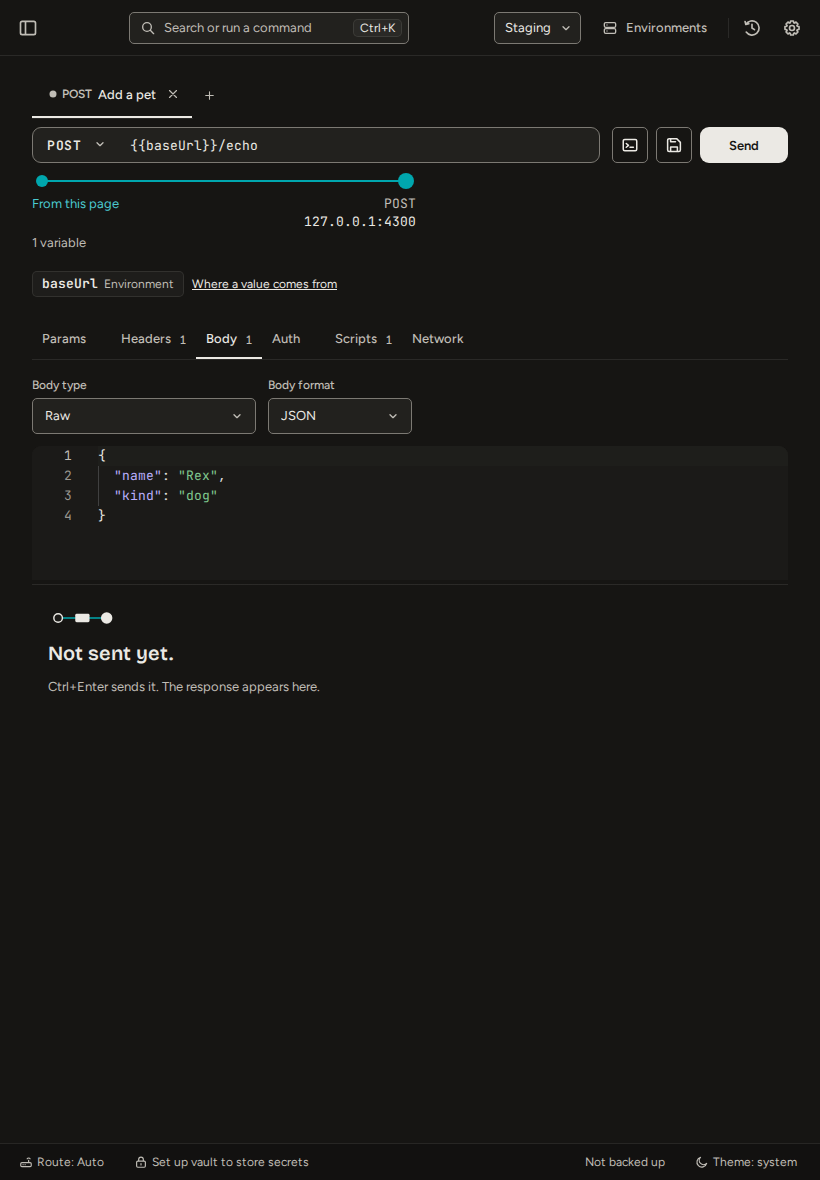 Search or run a command Ctrl+K Staging Environments
POST Add a pet
POST {{baseUrl}}/echo Send
From this page POST
127.0.0.1:4300
1 variable
baseUrl Environment Where a value comes from
Params Headers 1 Body 1 Auth Scripts 1 Network
Body type Body format
Raw JSON
1 {
2 "name": "Rex",
3 "kind": "dog"
4 }
Not sent yet.
Ctrl+Enter sends it. The response appears here.
Route: Auto Set up vault to store secrets Not backed up Theme: system